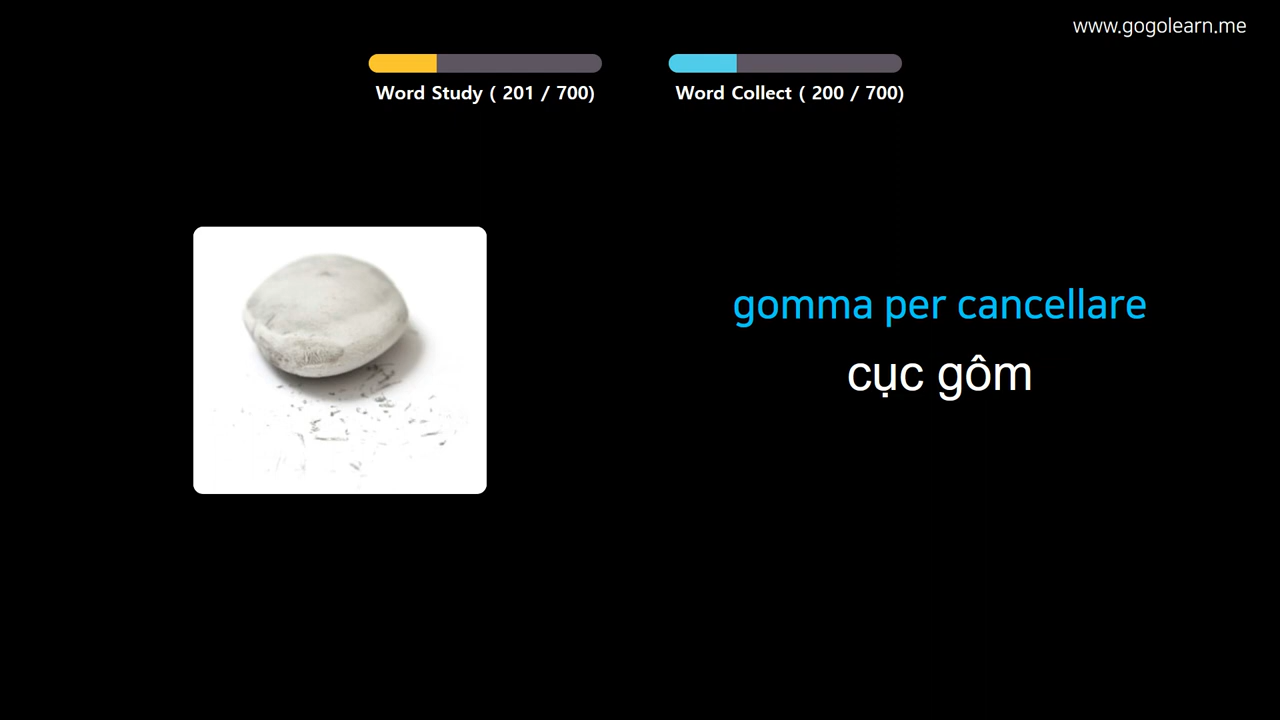 www.gogolearn.me
Word Study ( 201 / 700)
Word Collect ( 200 / 700)
gomma per cancellare
cục gôm